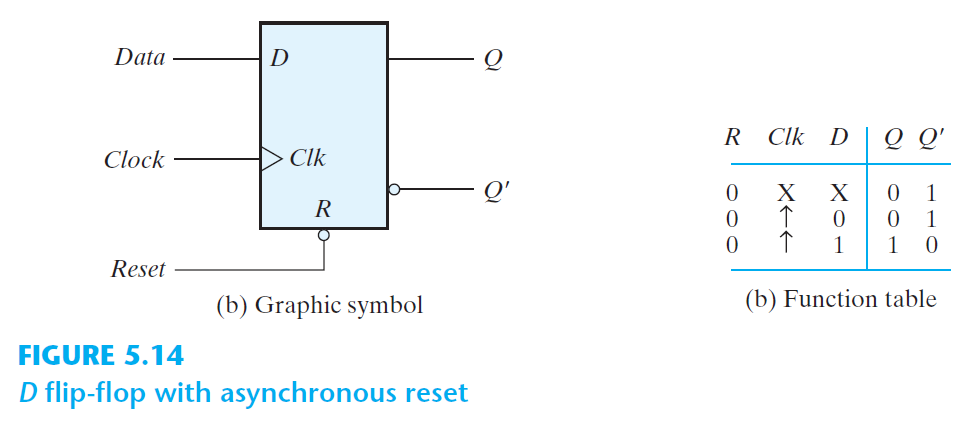 Data D Q
Clock Clk
Q'
R
Reset
(b) Graphic symbol
R Clk D Q Q'
0 X X 0 1
0 ↑ 0 0 1
0 ↑ 1 1 0
(b) Function table
FIGURE 5.14
D flip-flop with asynchronous reset